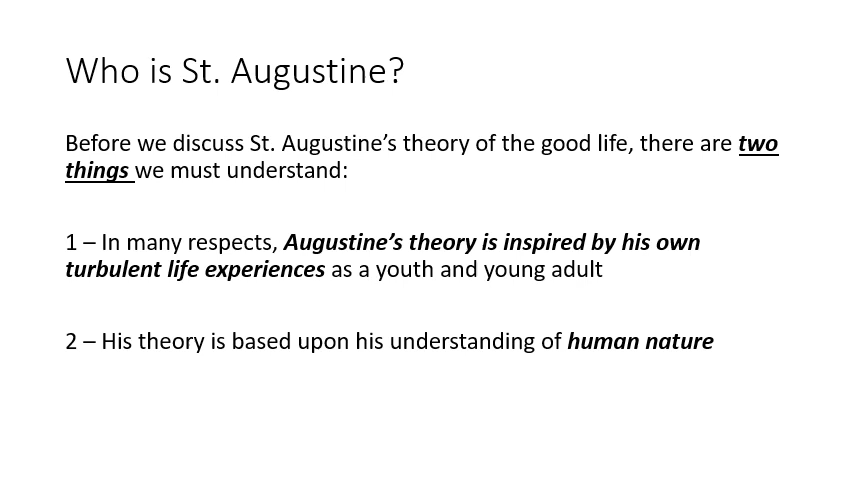 Who is St. Augustine?
Before we discuss St. Augustine’s theory of the good life, there are two
things we must understand:
1 – In many respects, Augustine’s theory is inspired by his own
turbulent life experiences as a youth and young adult
2 – His theory is based upon his understanding of human nature